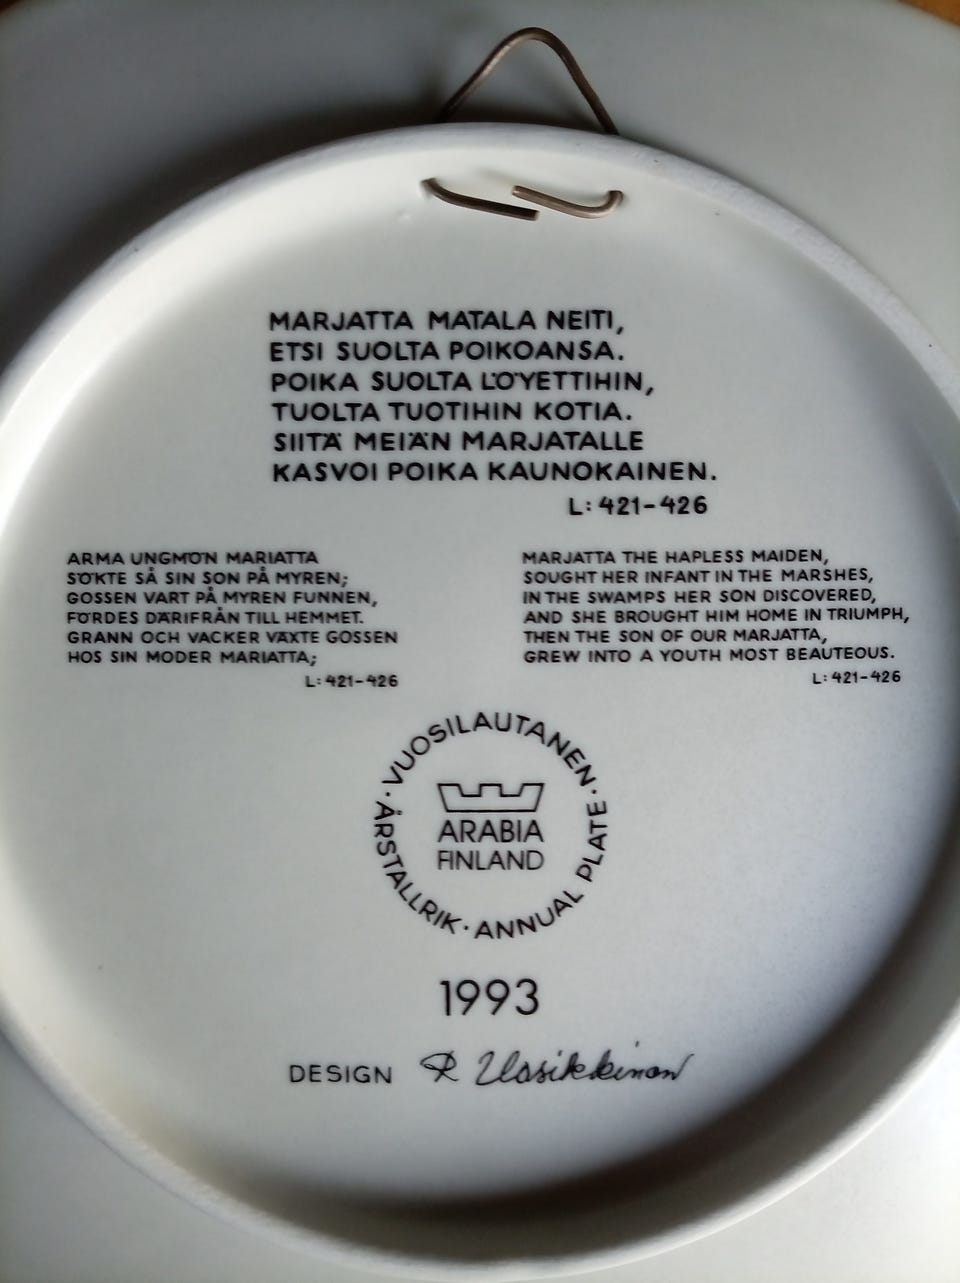 MARJATTA MATALA NEITI,
ETSI SUOLTA POIKOANSA.
POIKA SUOLTA LÖYETTIHIN,
TUOLTA TUOTIHIN KOTIA.
SIITÄ MEIÄN MARJATALLE
KASVOI POIKA KAUNOKAINEN.
L: 421-426
ARMA UNGMÖN MARIATTA
SÖKTE SÅ SIN SON PÅ MYREN;
GOSSEN VART PÅ MYREN FUNNEN,
FÖRDES DÄRIFRÅN TILL HEMMET.
GRANN OCH VACKER VÄXTE GOSSEN
HOS SIN MODER MARIATTA;
L: 421-426
MARJATTA THE HAPLESS MAIDEN,
SOUGHT HER INFANT IN THE MARSHES,
IN THE SWAMPS HER SON DISCOVERED,
AND SHE BROUGHT HIM HOME IN TRIUMPH,
THEN THE SON OF OUR MARJATTA,
GREW INTO A YOUTH MOST BEAUTEOUS.
L: 421-426
· VUOSILAUTANEN · ANNUAL PLATE · ÅRSTALLRIK
ARABIA
FINLAND
1993
DESIGN R Uosikkinen